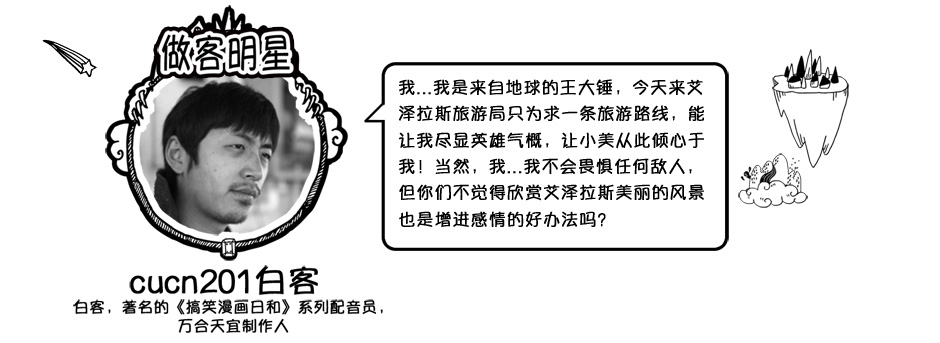 做客明星
我...我是来自地球的王大锤，今天来艾
泽拉斯旅游局只为求一条旅游路线，能
让我尽显英雄气概，让小美从此倾心于
我！当然，我...我不会畏惧任何敌人，
但你们不觉得欣赏艾泽拉斯美丽的风景
也是增进感情的好办法吗？
cucn201白客
白客，著名的《搞笑漫画日和》系列配音员，
万合天宜制作人